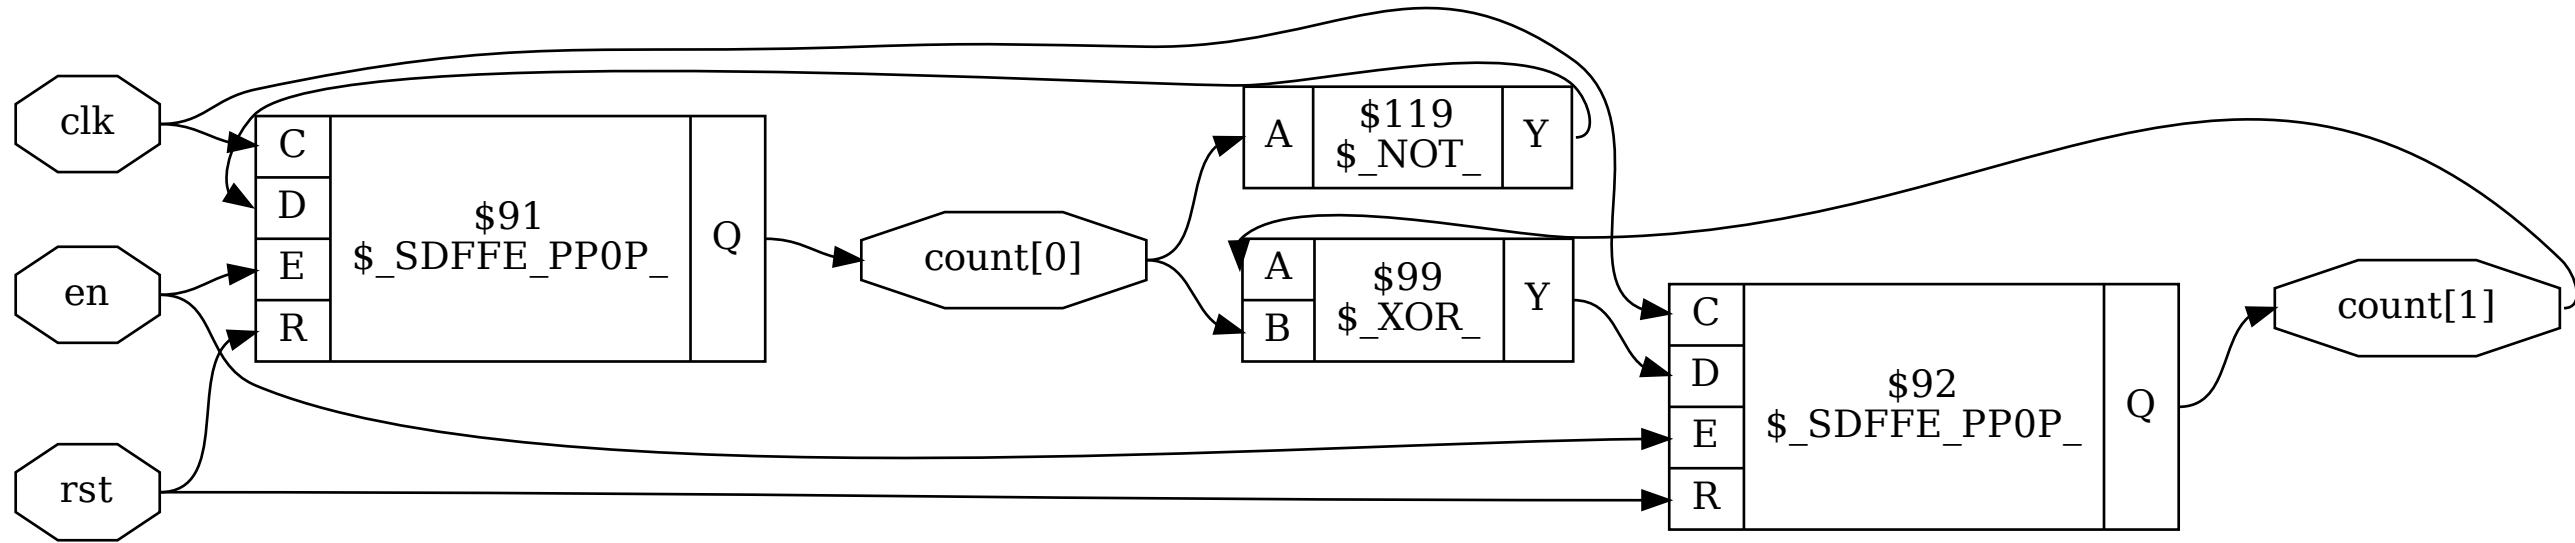 clk
en
rst
C
D
E
R
$91
$_SDFFE_PP0P_
Q
count[0]
A
$119
$_NOT_
Y
A
B
$99
$_XOR_
Y
C
D
E
R
$92
$_SDFFE_PP0P_
Q
count[1]